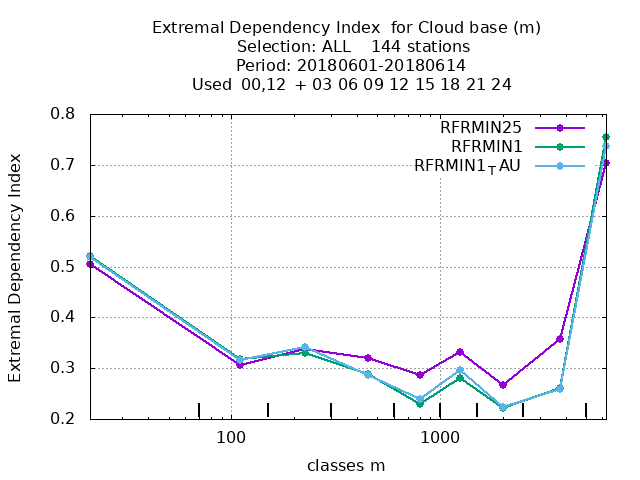 Extremal Dependency Index  for Cloud base (m)
Selection: ALL    144 stations
Period: 20180601-20180614
Used  00,12  + 03 06 09 12 15 18 21 24
RFRMIN25
RFRMIN1
RFRMIN1TAU
Extremal Dependency Index
0.8
0.7
0.6
0.5
0.4
0.3
0.2
100
1000
classes m